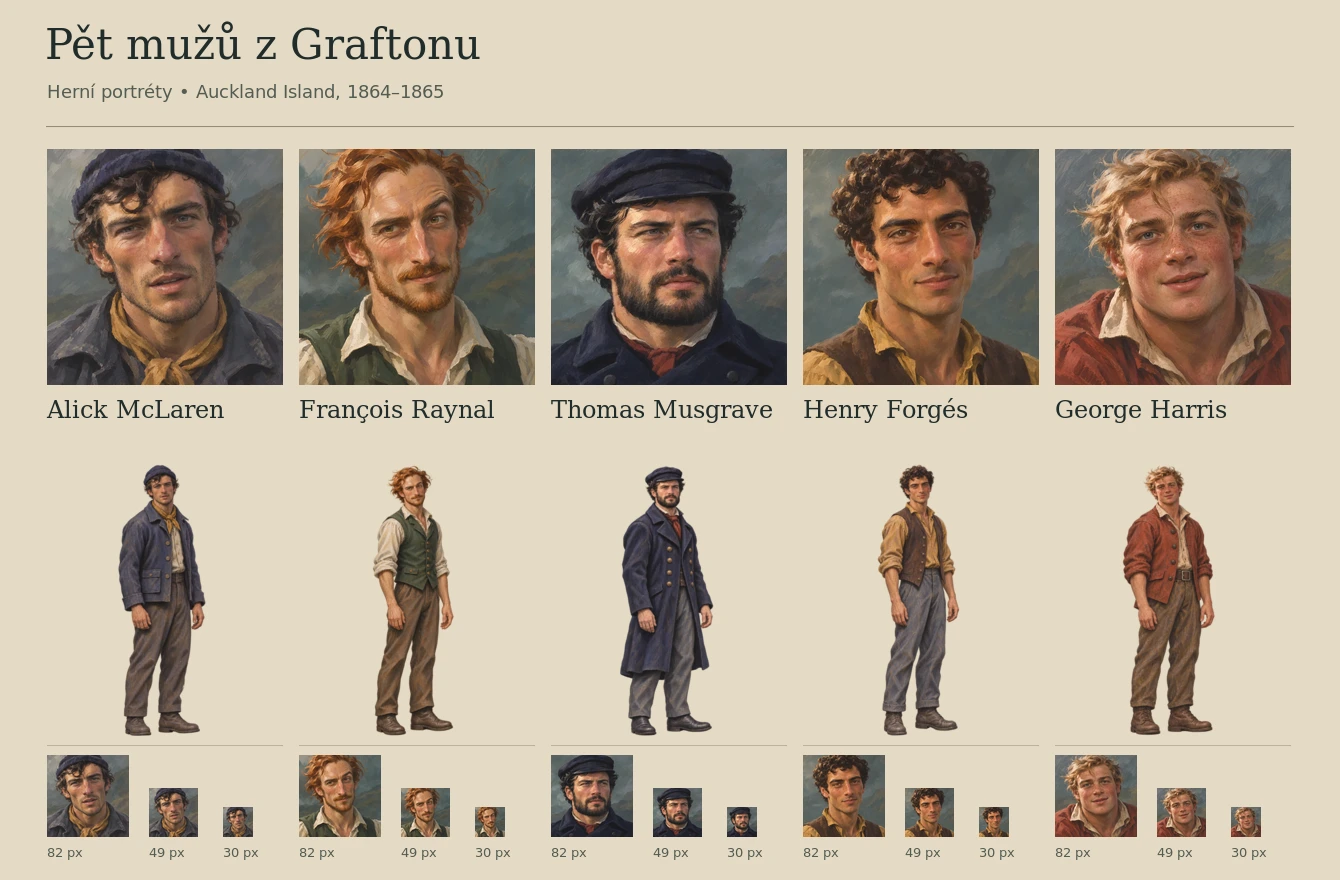 Pět mužů z Graftonu
Herní portréty • Auckland Island, 1864–1865
Alick McLaren
François Raynal
Thomas Musgrave
Henry Forgés
George Harris
82 px 49 px 30 px
82 px 49 px 30 px
82 px 49 px 30 px
82 px 49 px 30 px
82 px 49 px 30 px